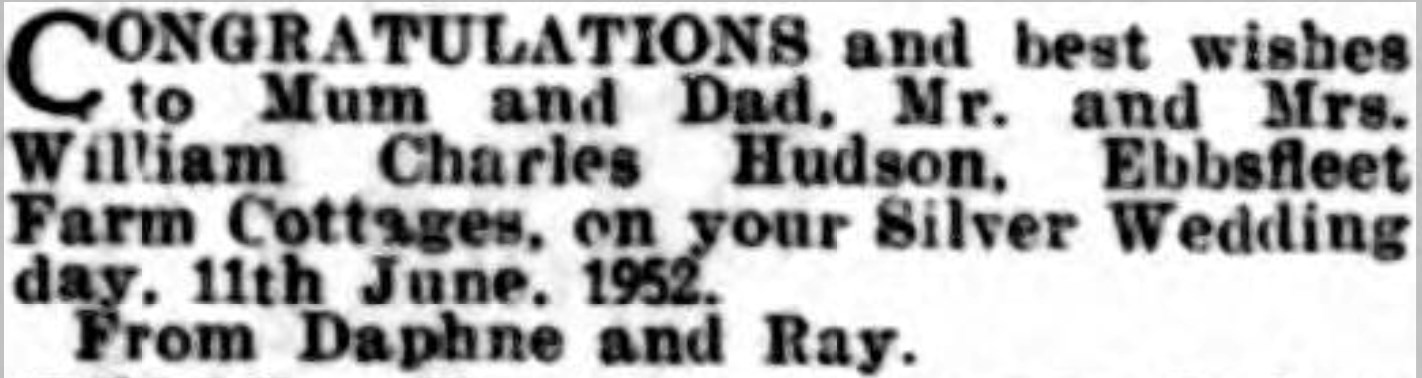 CONGRATULATIONS and best wishes
to Mum and Dad, Mr. and Mrs.
William Charles Hudson, Ebbsfleet
Farm Cottages, on your Silver Wedding
day, 11th June, 1952.
From Daphne and Ray.